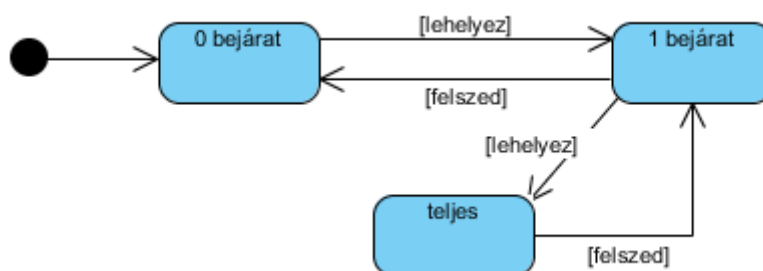 0 bejárat
[lehelyez]
1 bejárat
[felszed]
[lehelyez]
teljes
[felszed]